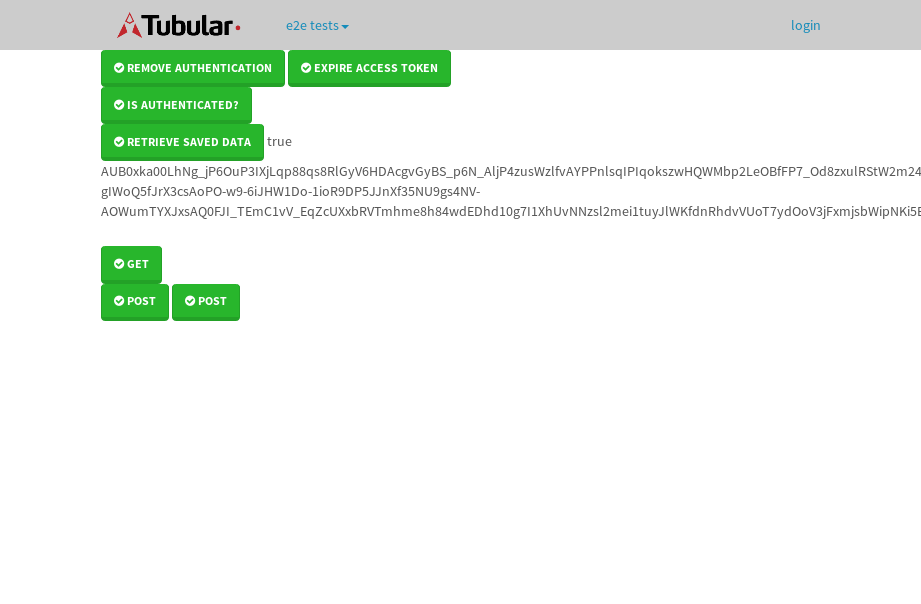 Tubular e2e tests login
REMOVE AUTHENTICATION EXPIRE ACCESS TOKEN
IS AUTHENTICATED?
RETRIEVE SAVED DATA true
AUB0xka00LhNg_jP6OuP3IXjLqp88qs8RlGyV6HDAcgvGyBS_p6N_AljP4zusWzlfvAYPPnlsqIPIqokszwHQWMbp2LeOBfFP7_Od8zxulRStW2m24
gIWoQ5fJrX3csAoPO-w9-6iJHW1Do-1ioR9DP5JJnXf35NU9gs4NV-
AOWumTYXJxsAQ0FJI_TEmC1vV_EqZcUXxbRVTmhme8h84wdEDhd10g7I1XhUvNNzsl2mei1tuyJlWKfdnRhdvVUoT7ydOoV3jFxmjsbWipNKi5E
GET
POST POST